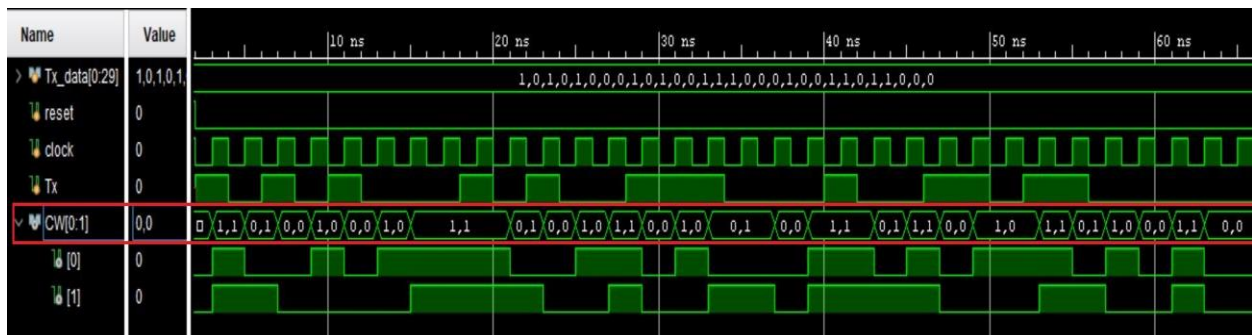 Name Value 10 ns 20 ns 30 ns 40 ns 50 ns 60 ns
Tx_data[0:29] 1,0,1,0,1, 1,0,1,0,1,0,0,0,1,0,1,0,0,1,1,1,0,0,0,1,0,0,1,1,0,1,1,0,0,0
reset 0
clock 0
Tx 0
CW[0:1] 0,0 1,1 0,1 0,0 1,0 0,0 1,0 1,1 0,1 0,0 1,0 1,1 0,0 1,0 0,1 0,0 1,1 0,1 1,1 0,0 1,0 1,1 0,1 1,0 0,0 1,1 0,0
[0] 0
[1] 0